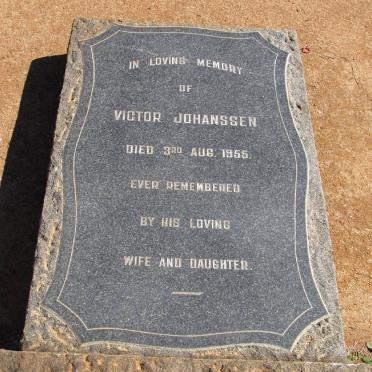 IN LOVING MEMORY
OF
VICTOR JOHANSSEN
DIED 3RD AUG. 1955.
EVER REMEMBERED
BY HIS LOVING
WIFE AND DAUGHTER.